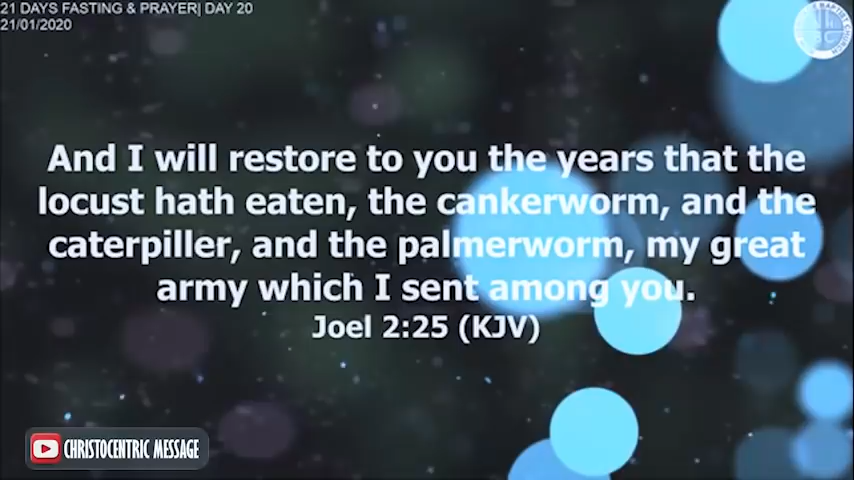 21 DAYS FASTING & PRAYER| DAY 20
21/01/2020
And I will restore to you the years that the
locust hath eaten, the cankerworm, and the
caterpiller, and the palmerworm, my great
army which I sent among you.
Joel 2:25 (KJV)
CHRISTOCENTRIC MESSAGE